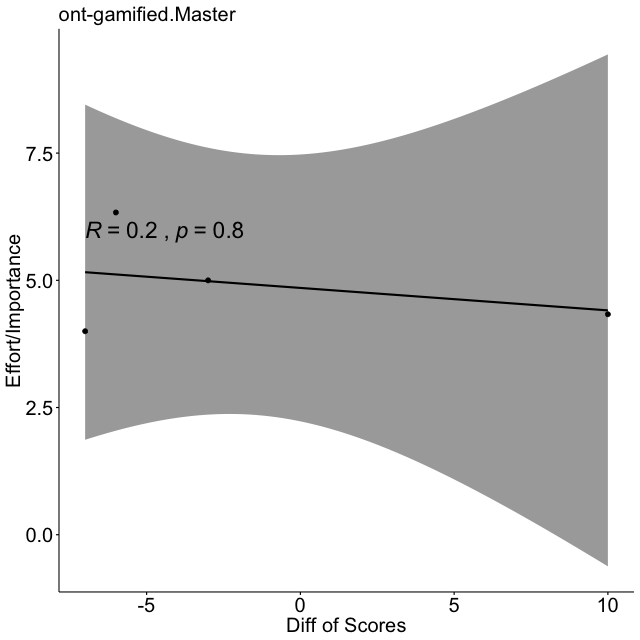 ont-gamified.Master
7.5
R = 0.2 , p = 0.8
5.0
2.5
0.0
Effort/Importance
-5 0 5 10
Diff of Scores